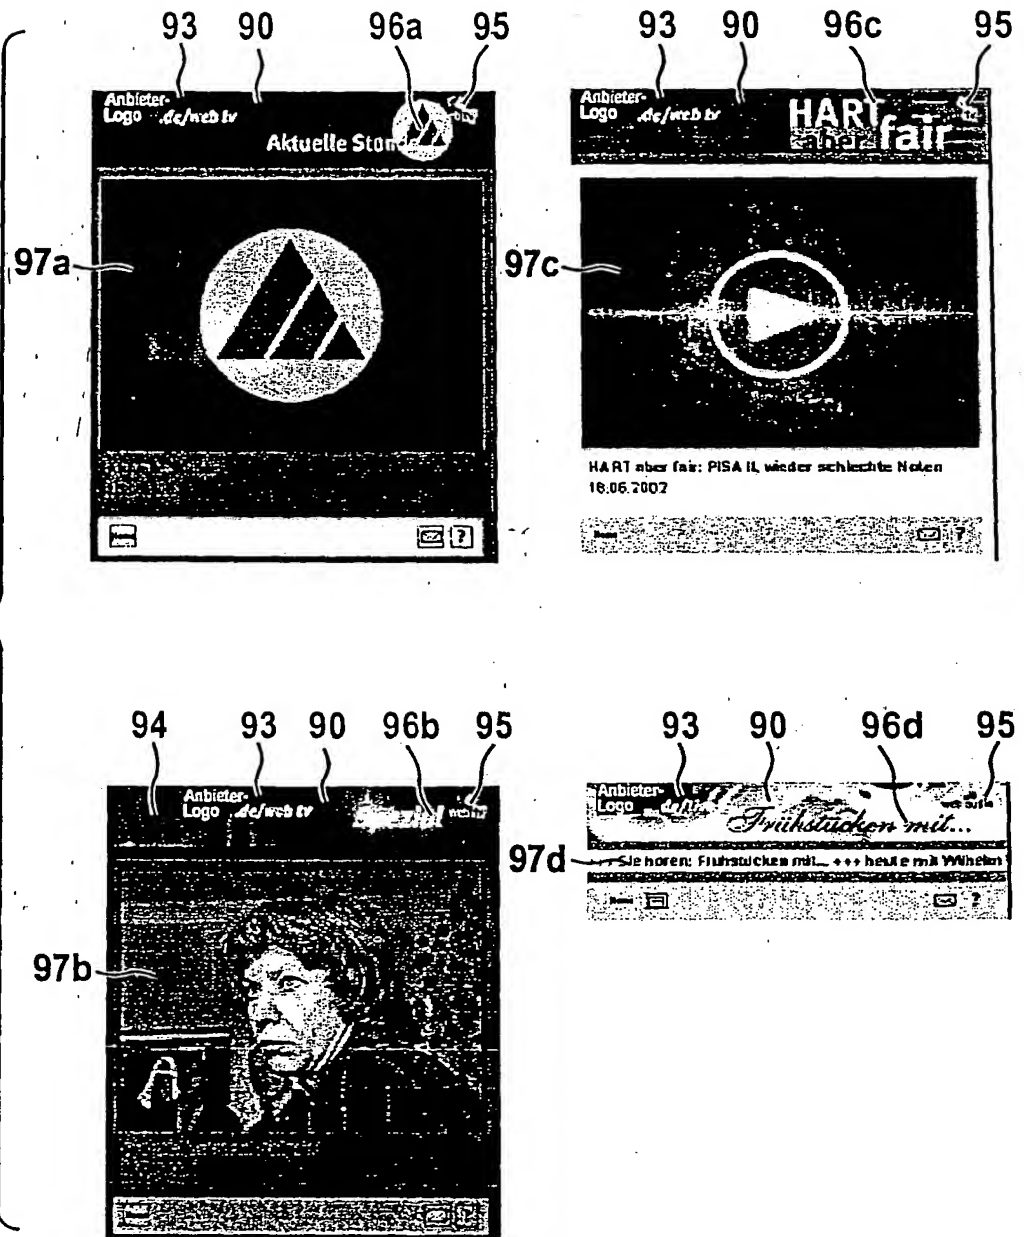 93 90 96a 95
Anbieter-
Logo .de/web tv
Aktuelle Stunde
97a
?
93 90 96c 95
Anbieter-
Logo .de/web tv
HART
aber fair
97c
HART aber fair: PISA II, wieder schlechte Noten
18.06.2002
?
94 93 90 96b 95
Anbieter-
Logo .de/web tv
97b
?
93 90 96d 95
Anbieter-
Logo
Frühstücken mit...
97d
Sie hören: Frühstücken mit... +++ heute mit Wilhelm
?